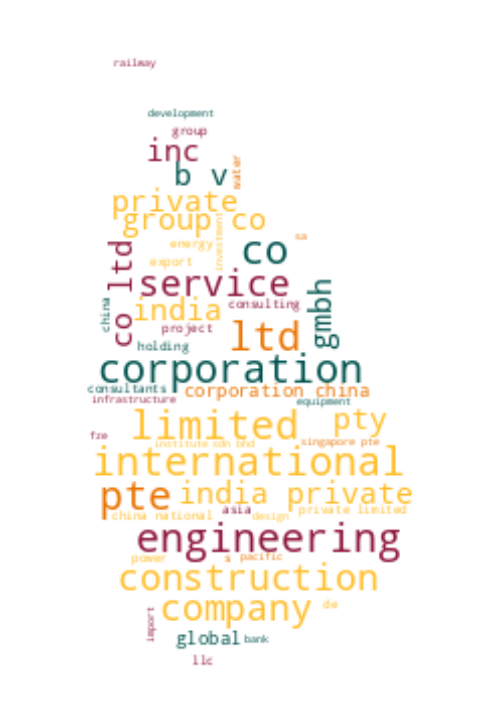 railway
development
group
inc
water
b v
private
group co
investment
sa
energy
co
export
co ltd
service
gmbh
china
india
consulting
project
ltd
holding
corporation
consultants
corporation china
infrastructure
equipment
limited
pty
fze
institute
sdn bhd
singapore pte
international
pte
india private
china national
asia
design
private limited
engineering
power
s
pacific
construction
company
de
import
global
bank
llc